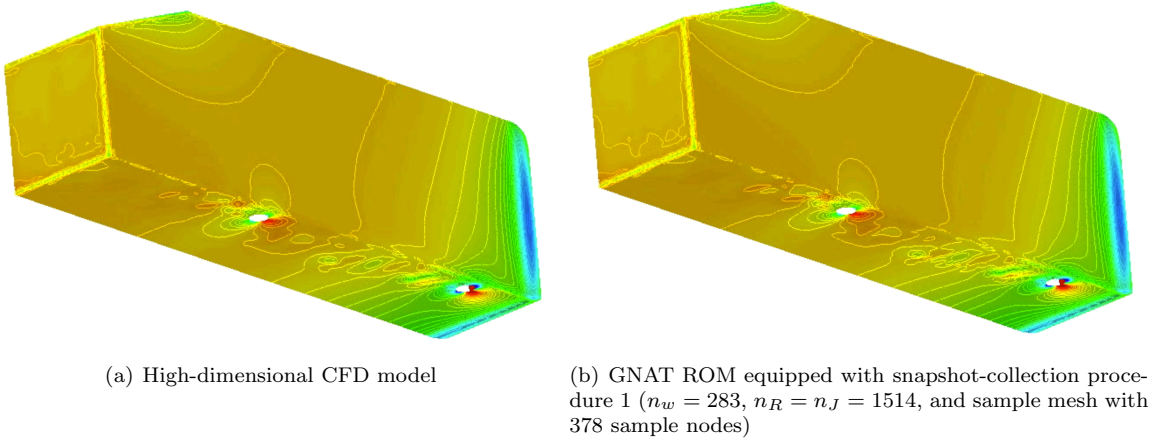 (a) High-dimensional CFD model
(b) GNAT ROM equipped with snapshot-collection proce-
dure 1 (n_w = 283, n_R = n_J = 1514, and sample mesh with
378 sample nodes)